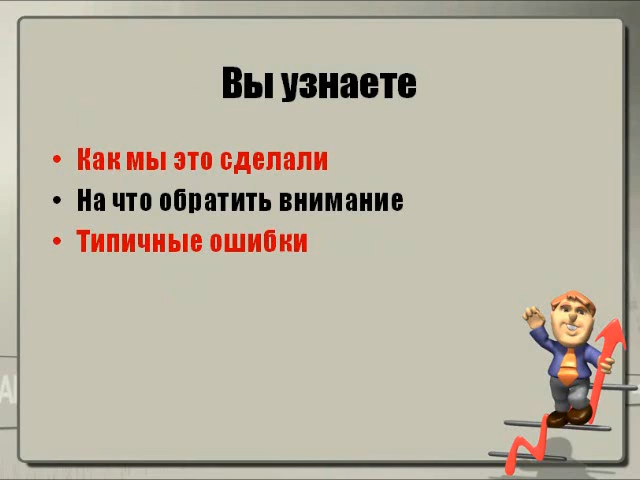 Вы узнаете
• Как мы это сделали
• На что обратить внимание
• Типичные ошибки